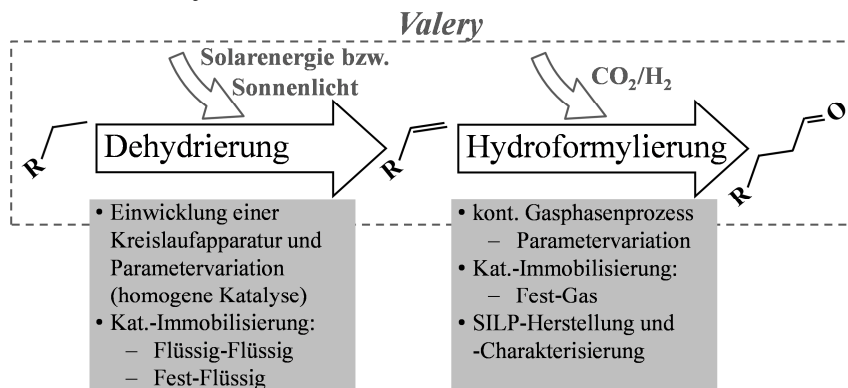 Valery
Solarenergie bzw.
Sonnenlicht
CO₂/H₂
R
Dehydrierung
R
Hydroformylierung
O
R
• Einwicklung einer
Kreislaufapparatur und
Parametervariation
(homogene Katalyse)
• Kat.-Immobilisierung:
– Flüssig-Flüssig
– Fest-Flüssig
• kont. Gasphasenprozess
– Parametervariation
• Kat.-Immobilisierung:
– Fest-Gas
• SILP-Herstellung und
-Charakterisierung